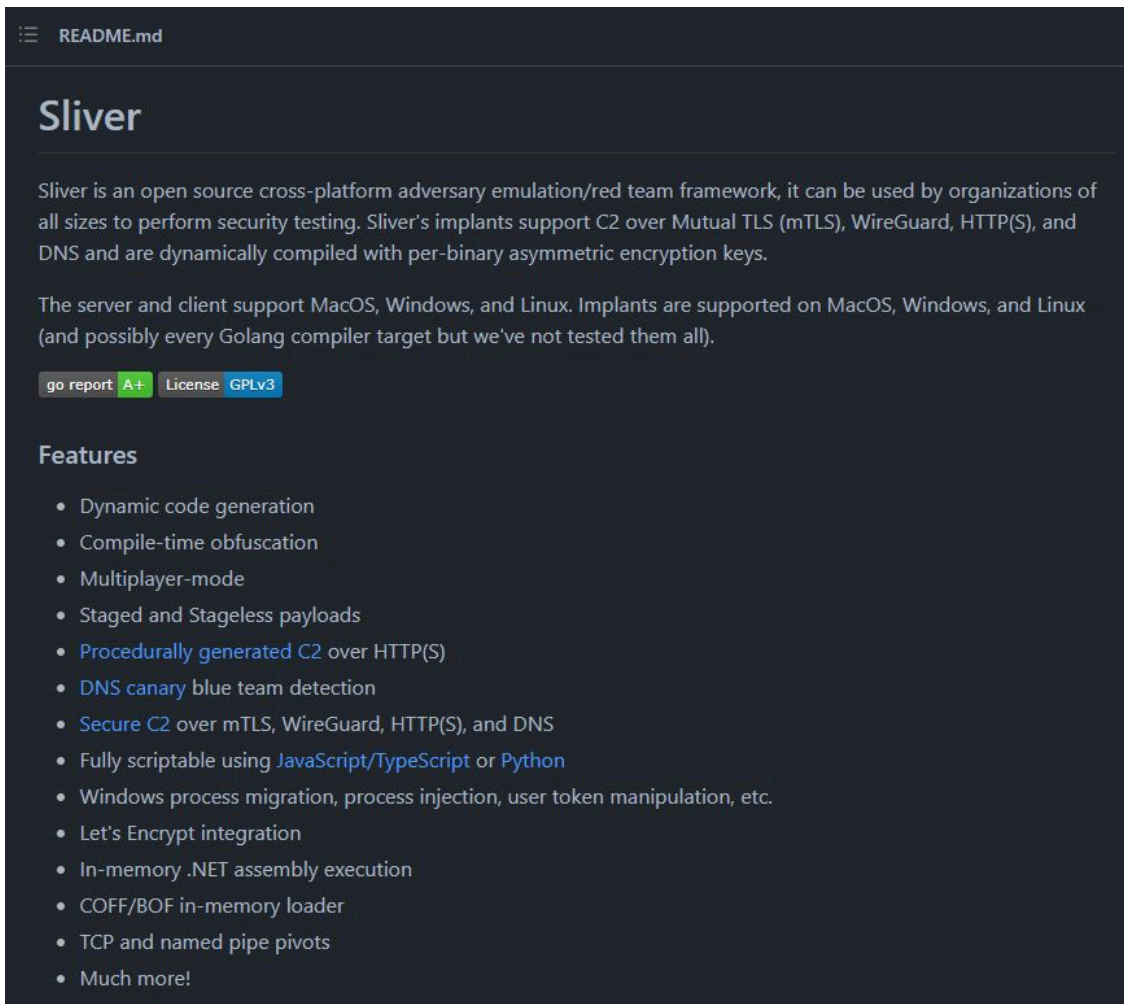 README.md
Sliver
Sliver is an open source cross-platform adversary emulation/red team framework, it can be used by organizations of
all sizes to perform security testing. Sliver's implants support C2 over Mutual TLS (mTLS), WireGuard, HTTP(S), and
DNS and are dynamically compiled with per-binary asymmetric encryption keys.
The server and client support MacOS, Windows, and Linux. Implants are supported on MacOS, Windows, and Linux
(and possibly every Golang compiler target but we've not tested them all).
go report A+ License GPLv3
Features
• Dynamic code generation
• Compile-time obfuscation
• Multiplayer-mode
• Staged and Stageless payloads
• Procedurally generated C2 over HTTP(S)
• DNS canary blue team detection
• Secure C2 over mTLS, WireGuard, HTTP(S), and DNS
• Fully scriptable using JavaScript/TypeScript or Python
• Windows process migration, process injection, user token manipulation, etc.
• Let's Encrypt integration
• In-memory .NET assembly execution
• COFF/BOF in-memory loader
• TCP and named pipe pivots
• Much more!